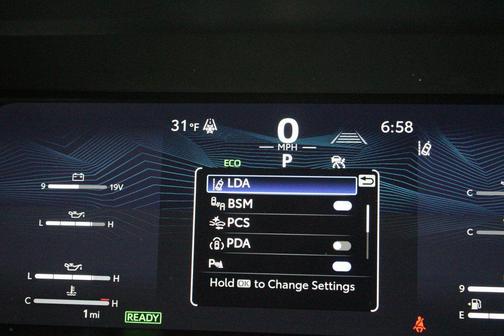 31°F 0 6:58
MPH
ECO P
LDA
9 19V BSM
C
PCS
L H
PDA
C
P
Hold OK to Change Settings
L H
9
C H
E
1 mi READY